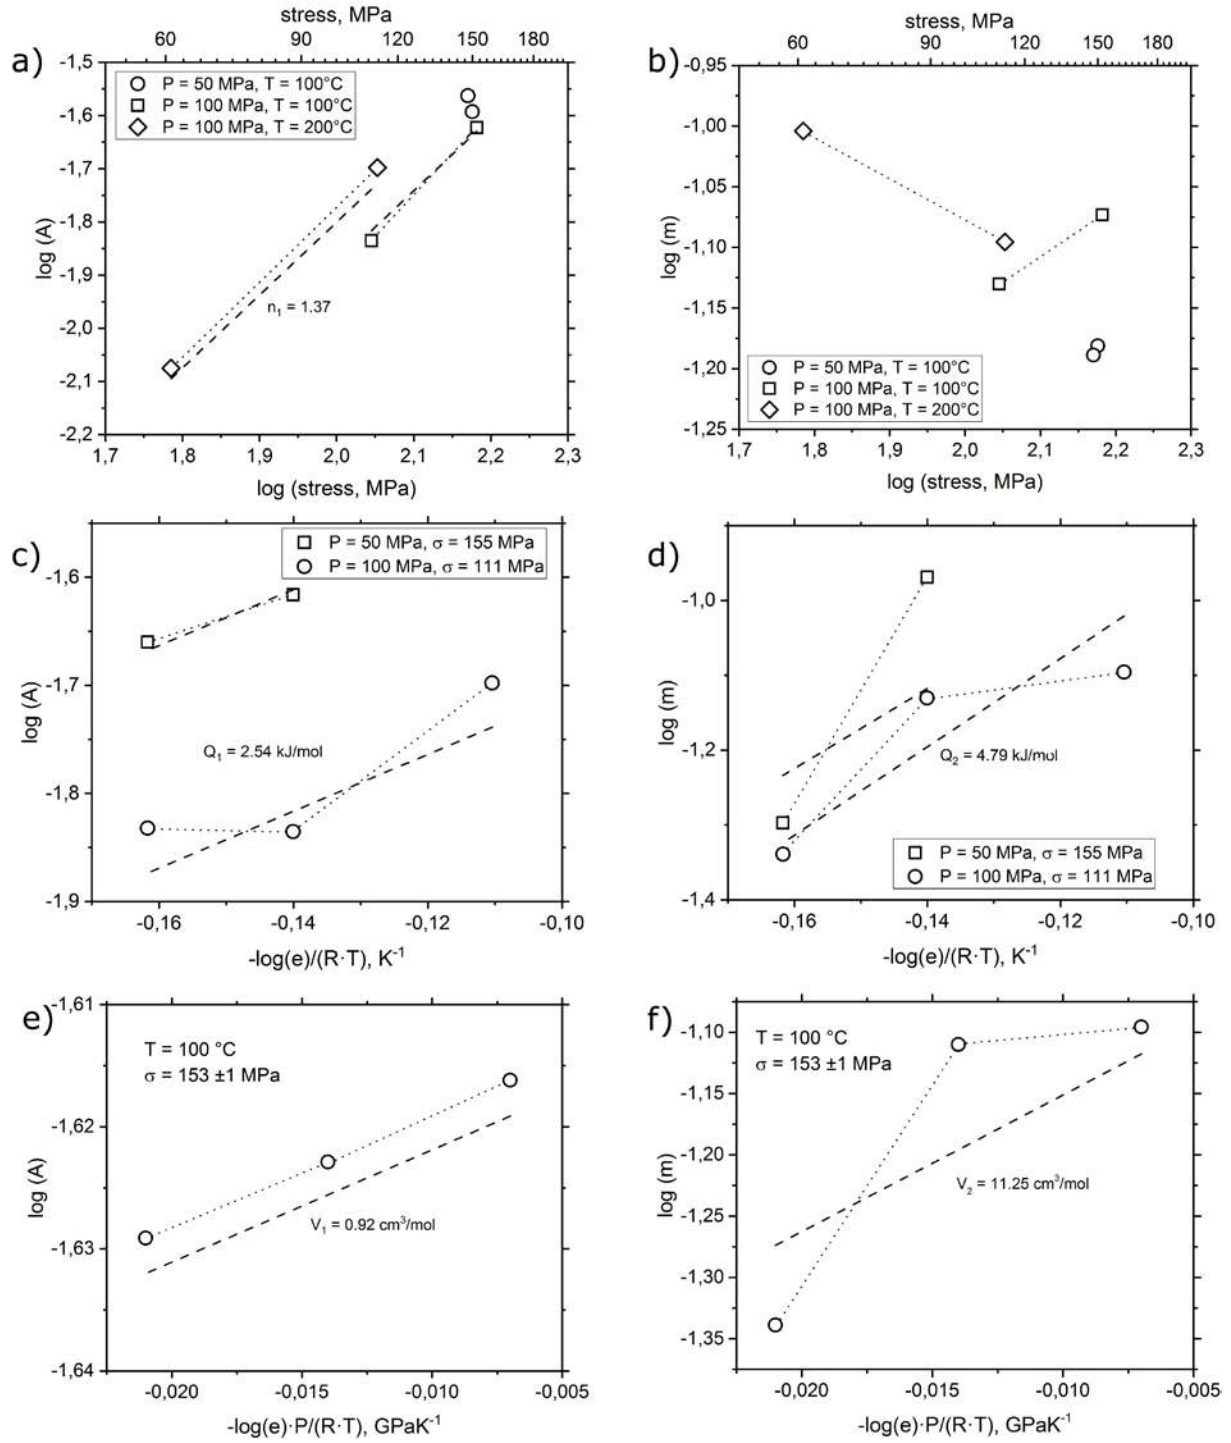 a)
stress, MPa
60 90 120 150 180
-1,5
-1,6
-1,7
-1,8
-1,9
-2,0
-2,1
-2,2
log (A)
P = 50 MPa, T = 100°C
P = 100 MPa, T = 100°C
P = 100 MPa, T = 200°C
n1 = 1.37
1,7 1,8 1,9 2,0 2,1 2,2 2,3
log (stress, MPa)
b)
stress, MPa
60 90 120 150 180
-0,95
-1,00
-1,05
-1,10
-1,15
-1,20
-1,25
log (m)
P = 50 MPa, T = 100°C
P = 100 MPa, T = 100°C
P = 100 MPa, T = 200°C
1,7 1,8 1,9 2,0 2,1 2,2 2,3
log (stress, MPa)
c)
P = 50 MPa, σ = 155 MPa
P = 100 MPa, σ = 111 MPa
-1,6
-1,7
-1,8
-1,9
log (A)
Q1 = 2.54 kJ/mol
-0,16 -0,14 -0,12 -0,10
-log(e)/(R·T), K-1
d)
-1,0
-1,2
-1,4
log (m)
Q2 = 4.79 kJ/mol
P = 50 MPa, σ = 155 MPa
P = 100 MPa, σ = 111 MPa
-0,16 -0,14 -0,12 -0,10
-log(e)/(R·T), K-1
e)
-1,61
-1,62
-1,63
-1,64
log (A)
T = 100 °C
σ = 153 ±1 MPa
V1 = 0.92 cm3/mol
-0,020 -0,015 -0,010 -0,005
-log(e)·P/(R·T), GPaK-1
f)
-1,10
-1,15
-1,20
-1,25
-1,30
-1,35
log (m)
T = 100 °C
σ = 153 ±1 MPa
V2 = 11.25 cm3/mol
-0,020 -0,015 -0,010 -0,005
-log(e)·P/(R·T), GPaK-1